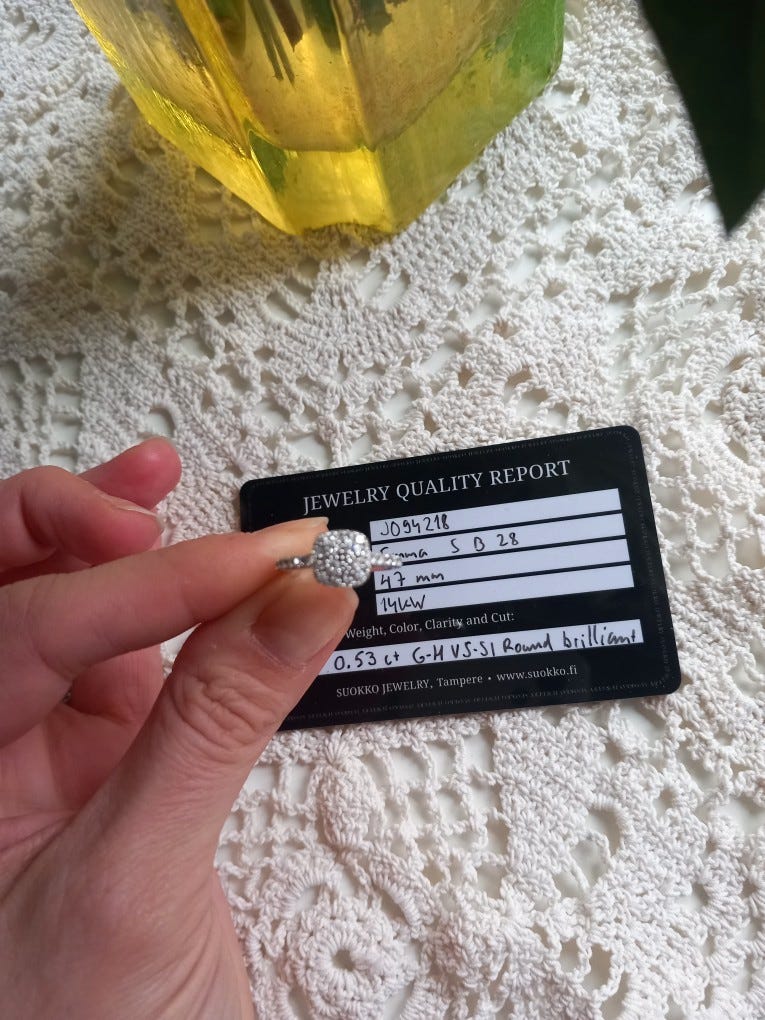 JEWELRY QUALITY REPORT
J094218
S B 28
47 mm
14kW
Weight, Color, Clarity and Cut:
0.53 ct G-H VS-SI Round brilliant
SUOKKO JEWELRY, Tampere • www.suokko.fi